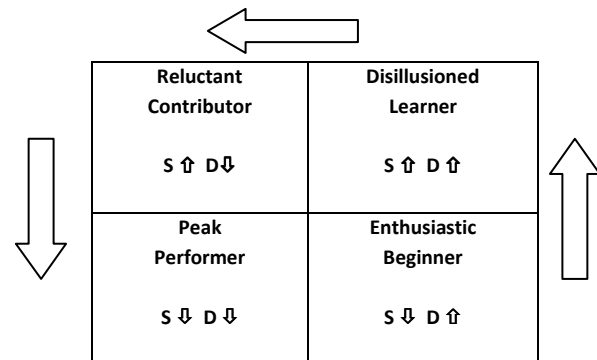 Reluctant
Contributor
S ⇧ D⇩
Disillusioned
Learner
S ⇧ D ⇧
Peak
Performer
S ⇩ D ⇩
Enthusiastic
Beginner
S ⇩ D ⇧